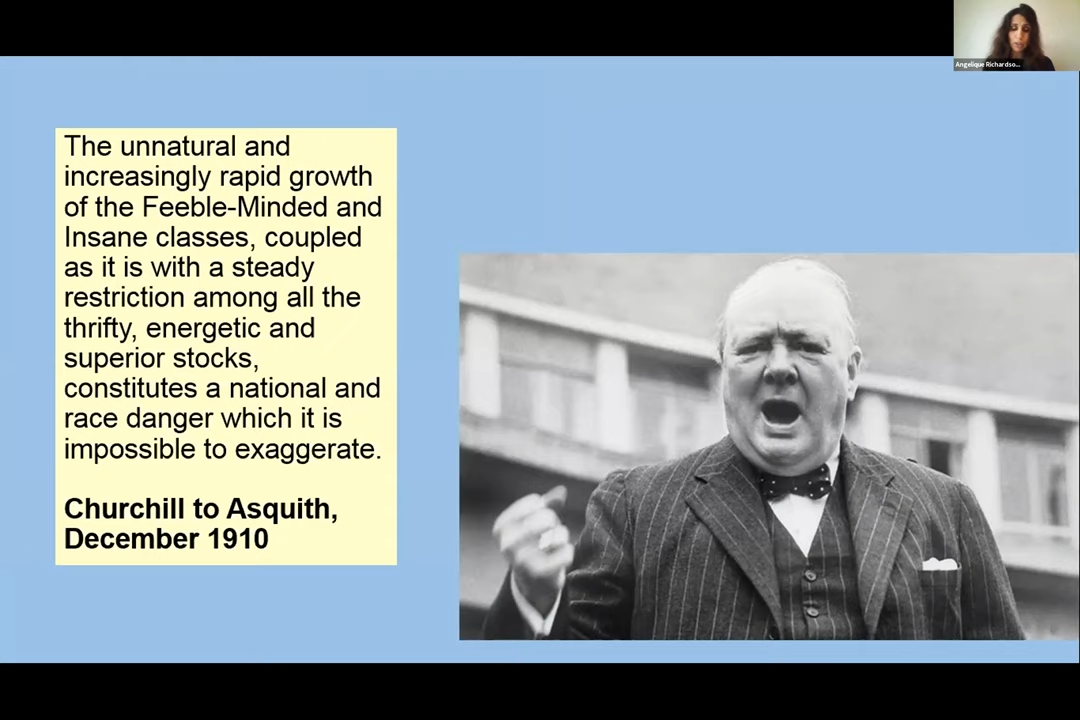 Angelique Richardso...
The unnatural and
increasingly rapid growth
of the Feeble-Minded and
Insane classes, coupled
as it is with a steady
restriction among all the
thrifty, energetic and
superior stocks,
constitutes a national and
race danger which it is
impossible to exaggerate.
Churchill to Asquith,
December 1910